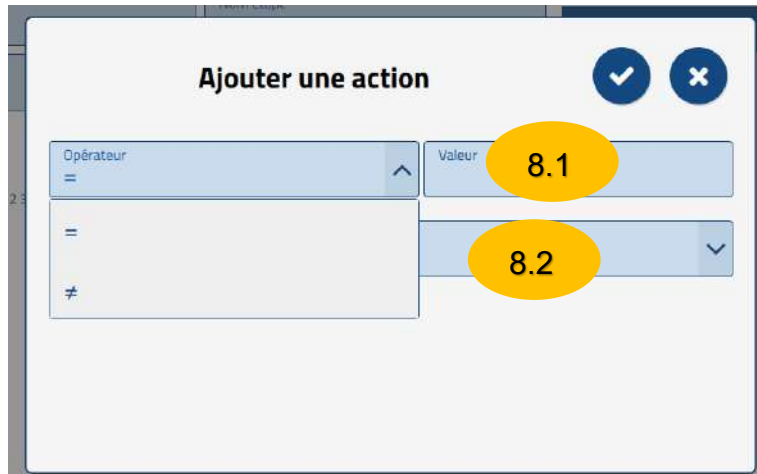 Ajouter une action
Opérateur
=
Valeur
8.1
=
8.2
≠